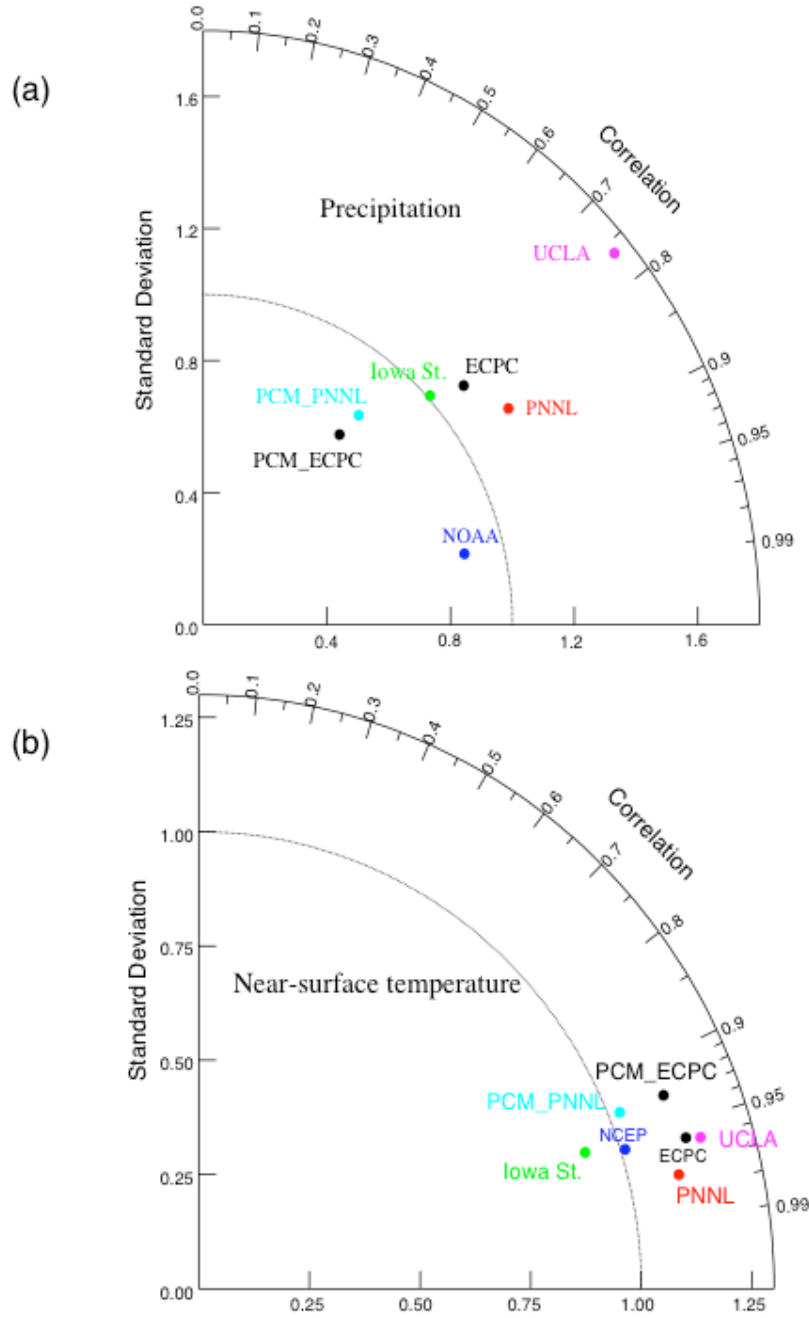 (a)
0.0
0.1
0.2
0.3
0.4
0.5
0.6
0.7
0.8
0.9
0.95
0.99
Correlation
Standard Deviation
1.6
1.2
0.8
0.4
0.0
0.4
0.8
1.2
1.6
Precipitation
UCLA
ECPC
Iowa St.
PCM_PNNL
PNNL
PCM_ECPC
NOAA
(b)
0.0
0.1
0.2
0.3
0.4
0.5
0.6
0.7
0.8
0.9
0.95
0.99
Correlation
Standard Deviation
1.25
1.00
0.75
0.50
0.25
0.00
0.25
0.50
0.75
1.00
1.25
Near-surface temperature
PCM_ECPC
PCM_PNNL
NCEP
UCLA
ECPC
Iowa St.
PNNL